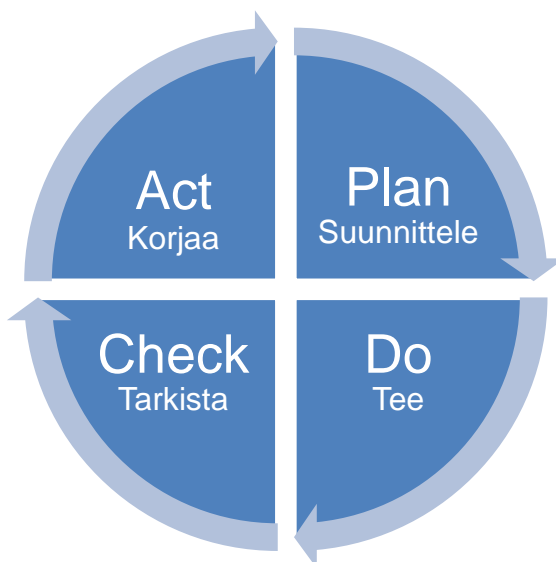 Act
Korjaa
Plan
Suunnittele
Check
Tarkista
Do
Tee